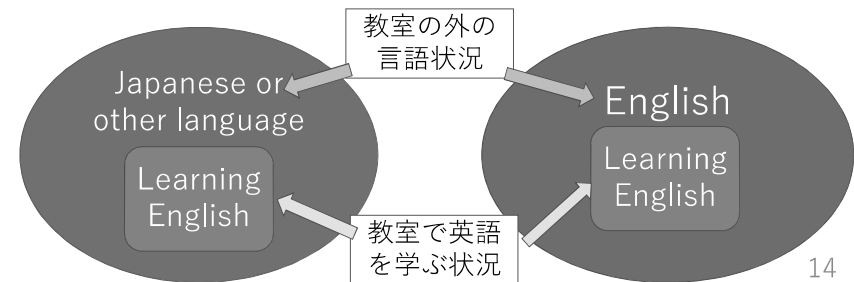 教室の外の
言語状況
Japanese or
other language
Learning
English
English
Learning
English
教室で英語
を学ぶ状況
14